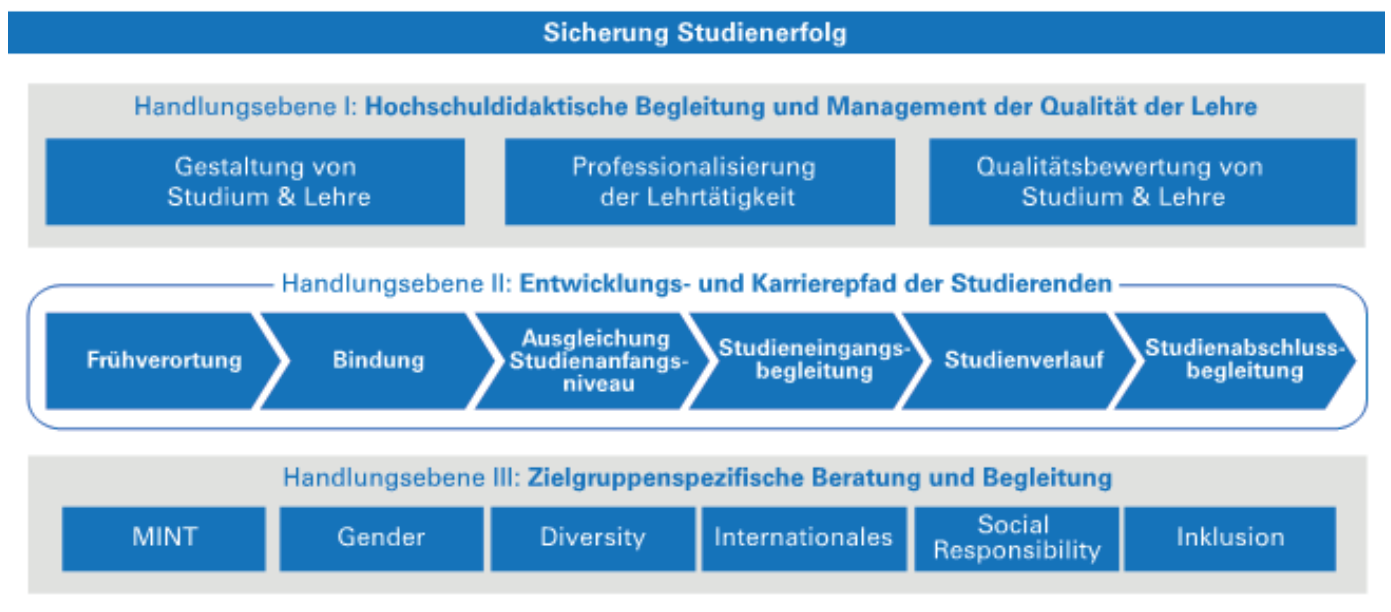 Sicherung Studienerfolg
Handlungsebene I: Hochschuldidaktische Begleitung und Management der Qualität der Lehre
Gestaltung von
Studium & Lehre
Professionalisierung
der Lehrtätigkeit
Qualitätsbewertung von
Studium & Lehre
Handlungsebene II: Entwicklungs- und Karrierepfad der Studierenden
Frühverortung
Bindung
Ausgleichung
Studienanfangs-
niveau
Studieneingangs-
begleitung
Studienverlauf
Studienabschluss-
begleitung
Handlungsebene III: Zielgruppenspezifische Beratung und Begleitung
MINT
Gender
Diversity
Internationales
Social
Responsibility
Inklusion